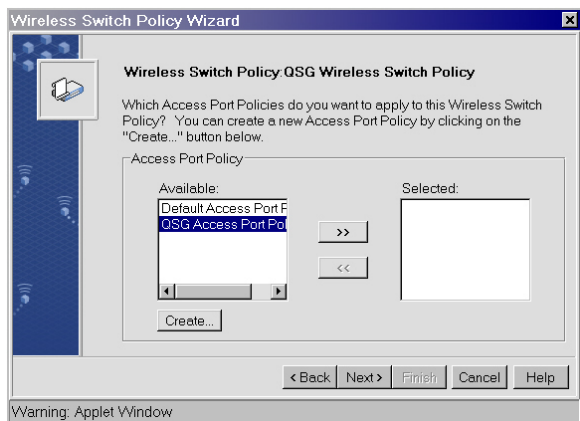 Wireless Switch Policy Wizard
Wireless Switch Policy:QSG Wireless Switch Policy
Which Access Port Policies do you want to apply to this Wireless Switch
Policy? You can create a new Access Port Policy by clicking on the
"Create..." button below.
Access Port Policy
Available:
Selected:
Default Access Port P
QSG Access Port Pol
>>
<<
Create...
<Back
Next>
Finish
Cancel
Help
Warning: Applet Window